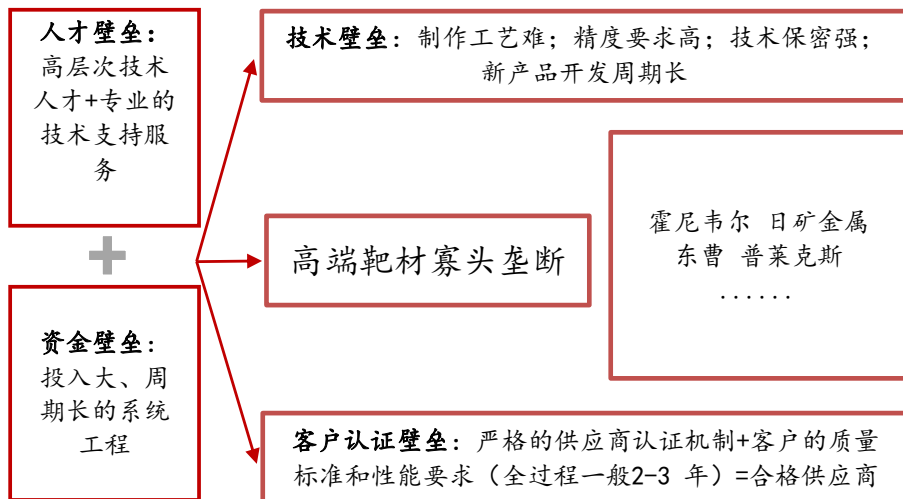 人才壁垒：
高层次技术
人才+专业的
技术支持服
务
资金壁垒：
投入大、周
期长的系统
工程
技术壁垒：制作工艺难；精度要求高；技术保密强；
新产品开发周期长
高端靶材寡头垄断
霍尼韦尔 日矿金属
东曹 普莱克斯
......
客户认证壁垒：严格的供应商认证机制+客户的质量
标准和性能要求（全过程一般2-3 年）=合格供应商